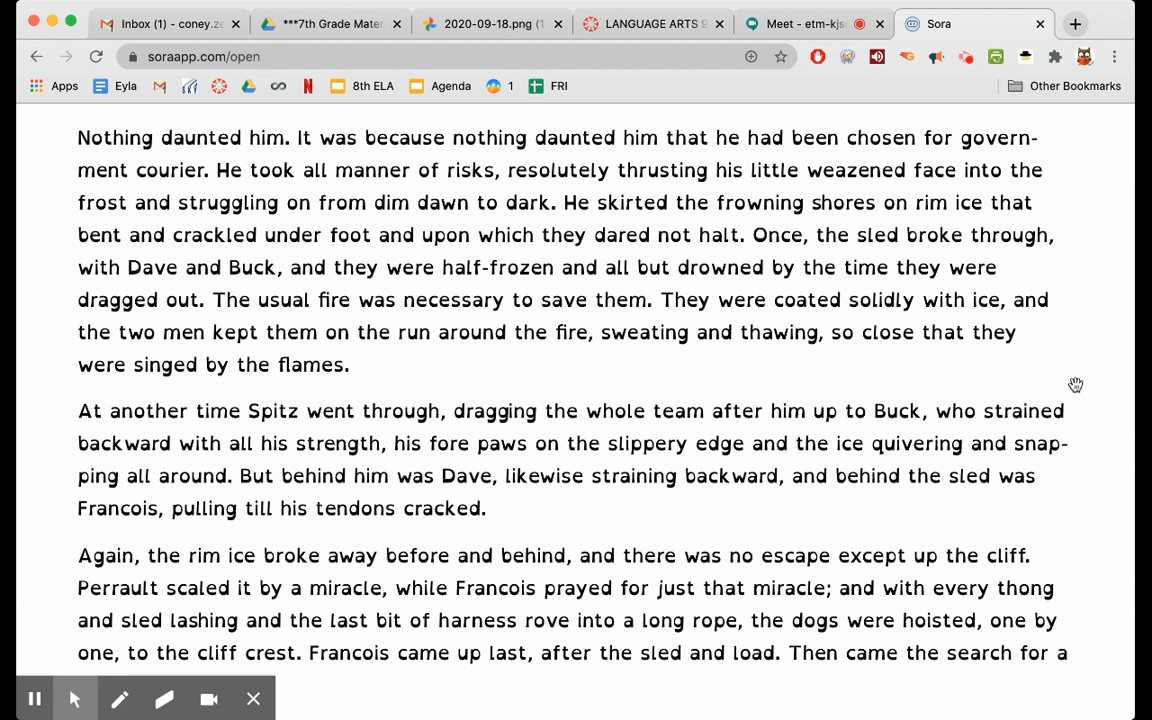 Inbox (1) - coney.ze
***7th Grade Mater
2020-09-18.png (1
LANGUAGE ARTS 9
Meet - etm-kjs
Sora
soraapp.com/open
Apps
Eyla
8th ELA
Agenda
1
FRI
Other Bookmarks
Nothing daunted him. It was because nothing daunted him that he had been chosen for govern-
ment courier. He took all manner of risks, resolutely thrusting his little weazened face into the
frost and struggling on from dim dawn to dark. He skirted the frowning shores on rim ice that
bent and crackled under foot and upon which they dared not halt. Once, the sled broke through,
with Dave and Buck, and they were half-frozen and all but drowned by the time they were
dragged out. The usual fire was necessary to save them. They were coated solidly with ice, and
the two men kept them on the run around the fire, sweating and thawing, so close that they
were singed by the flames.
At another time Spitz went through, dragging the whole team after him up to Buck, who strained
backward with all his strength, his fore paws on the slippery edge and the ice quivering and snap-
ping all around. But behind him was Dave, likewise straining backward, and behind the sled was
Francois, pulling till his tendons cracked.
Again, the rim ice broke away before and behind, and there was no escape except up the cliff.
Perrault scaled it by a miracle, while Francois prayed for just that miracle; and with every thong
and sled lashing and the last bit of harness rove into a long rope, the dogs were hoisted, one by
one, to the cliff crest. Francois came up last, after the sled and load. Then came the search for a